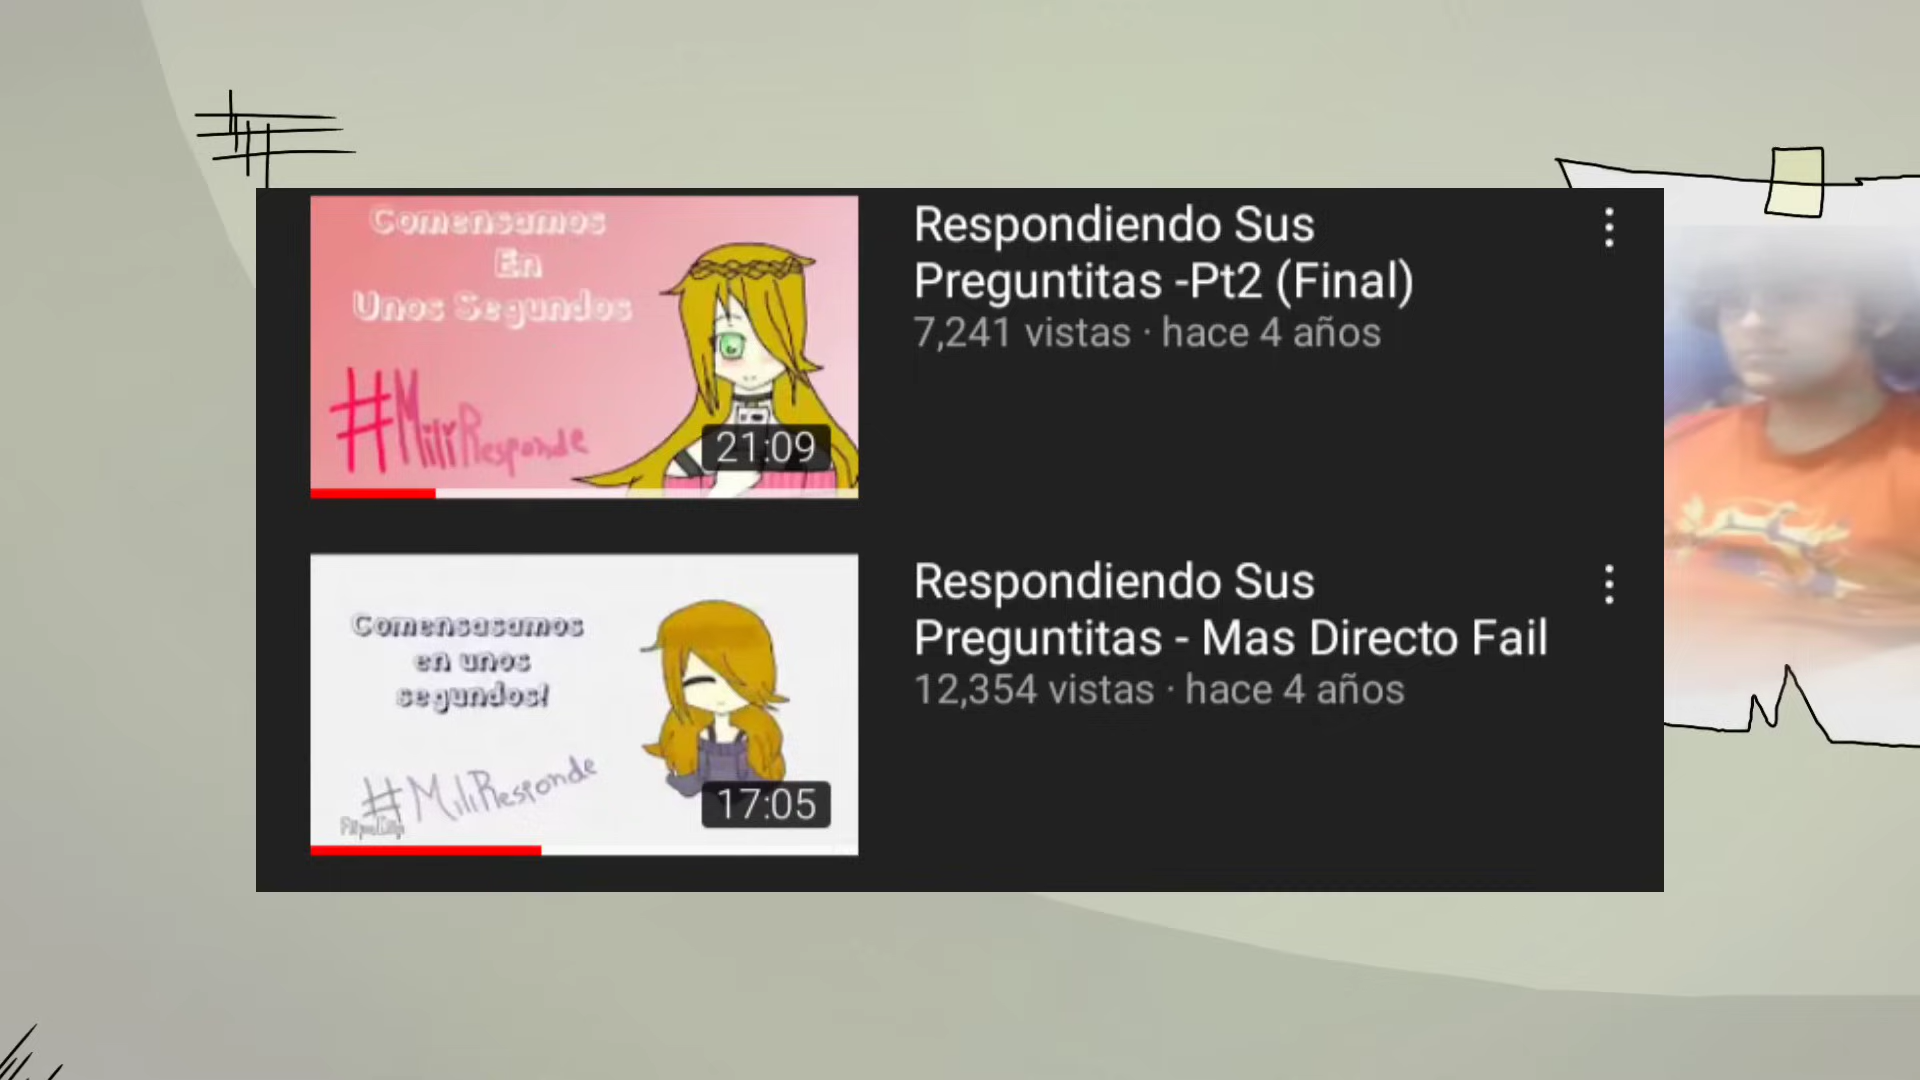 Comensamos
En
Unos Segundos
#MiliResponde
21:09
Respondiendo Sus
Preguntitas -Pt2 (Final)
7,241 vistas · hace 4 años
Comensasamos
en unos
segundos!
#MiliResponde
FlipaClip
17:05
Respondiendo Sus
Preguntitas - Mas Directo Fail
12,354 vistas · hace 4 años